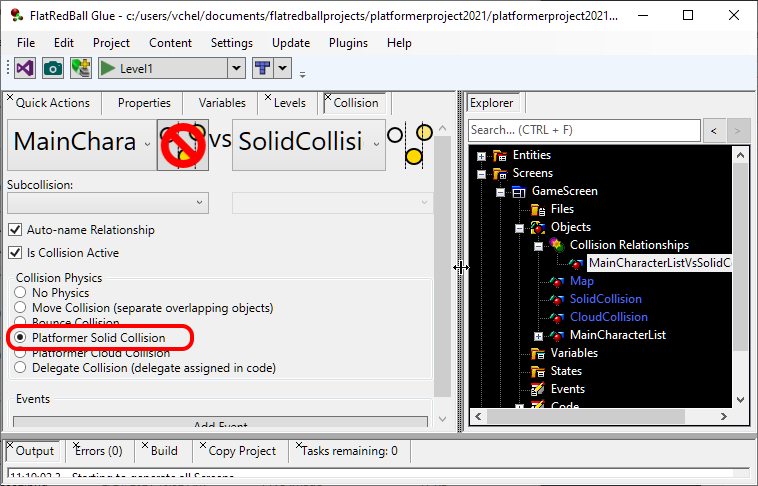 FlatRedBall Glue - c:/users/vchel/documents/flatredballprojects/platformerproject2021/platformerproject2021...
File Edit Project Content Settings Update Plugins Help
Level1
Quick Actions Properties Variables Levels Collision
MainChara vs SolidCollisi
Subcollision:
Auto-name Relationship
Is Collision Active
Collision Physics
No Physics
Move Collision (separate overlapping objects)
Bounce Collision
Platformer Solid Collision
Platformer Cloud Collision
Delegate Collision (delegate assigned in code)
Events
Add Event
Explorer
Search... (CTRL + F)
< >
Entities
Screens
GameScreen
Files
Objects
Collision Relationships
MainCharacterListVsSolidC
Map
SolidCollision
CloudCollision
MainCharacterList
Variables
States
Events
Code
Output Errors (0) Build Copy Project Tasks remaining: 0
Starting to generate all Screens